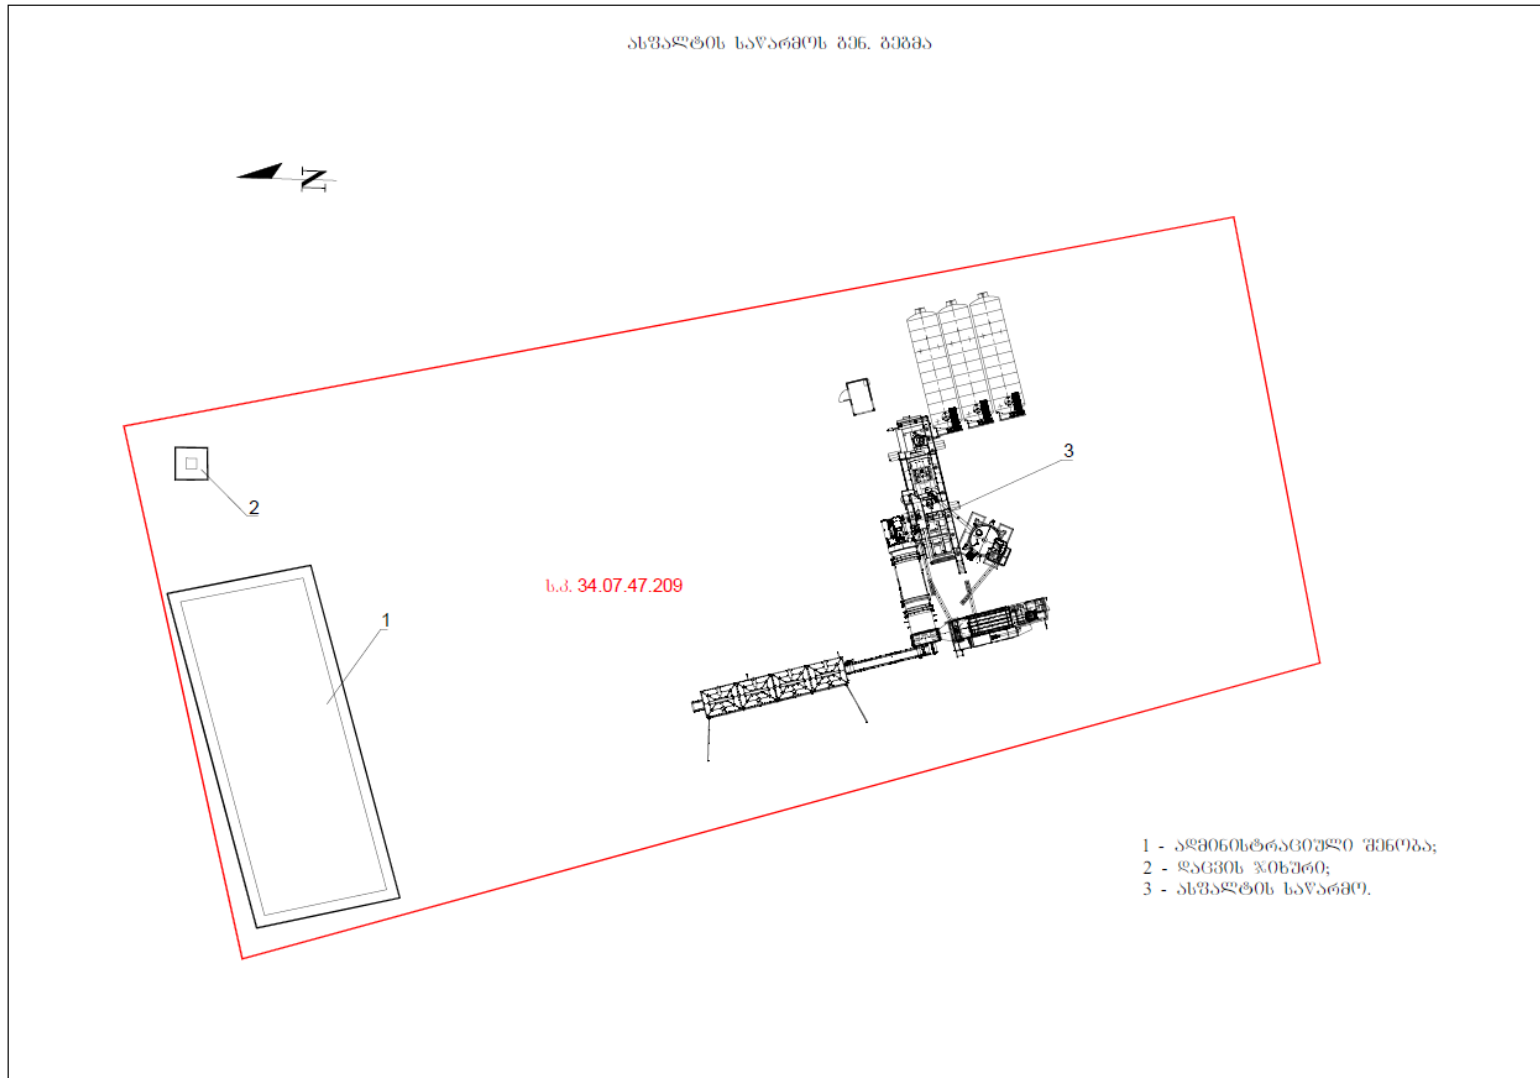 ასფალტის საწარმოს გენ. გეგმა
N
3
2
ს.კ. 34.07.47.209
1
1 - ადმინისტრაციული შენობა;
2 - დაცვის ჯიხური;
3 - ასფალტის საწარმო.